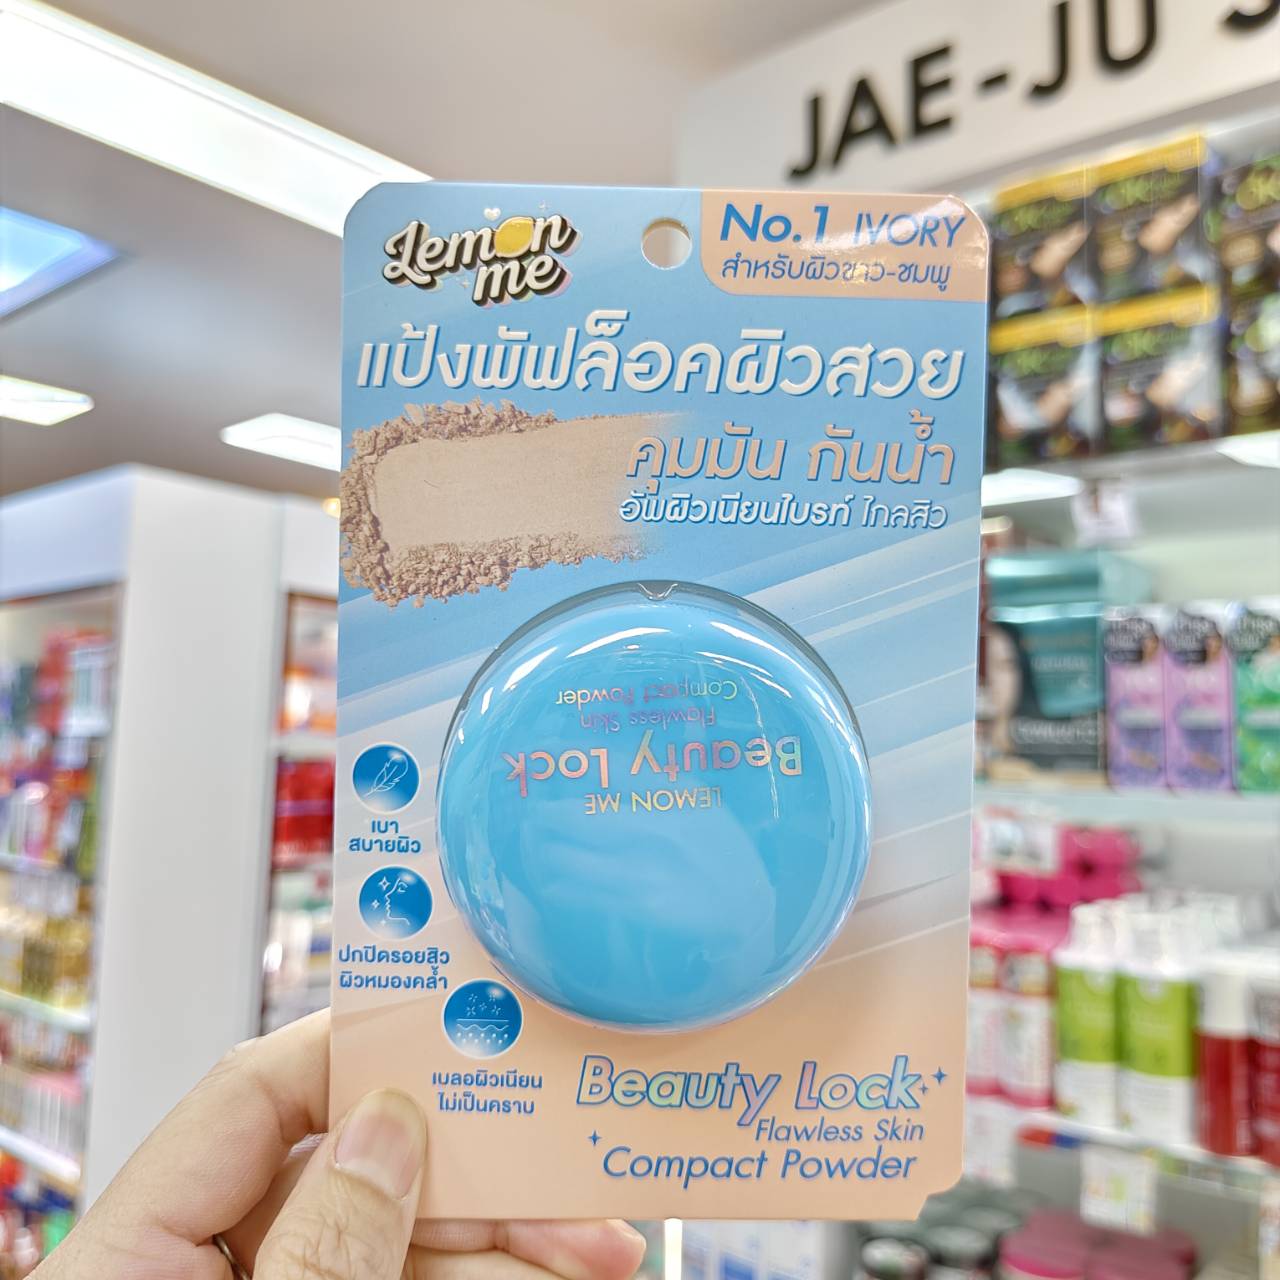 JAE-JU
Lemon
me
No.1 IVORY
สำหรับผิวขาว-ชมพู
แป้งพัฟล็อคผิวสวย
คุมมัน กันน้ำ
อัพผิวเนียนไบรท์ ไกลสิว
LEMON ME
Beauty Lock
Flawless Skin
Compact Powder
เบา
สบายผิว
ปกปิดรอยสิว
ผิวหมองคล้ำ
เบลอผิวเนียน
ไม่เป็นคราบ
Beauty Lock
Flawless Skin
Compact Powder